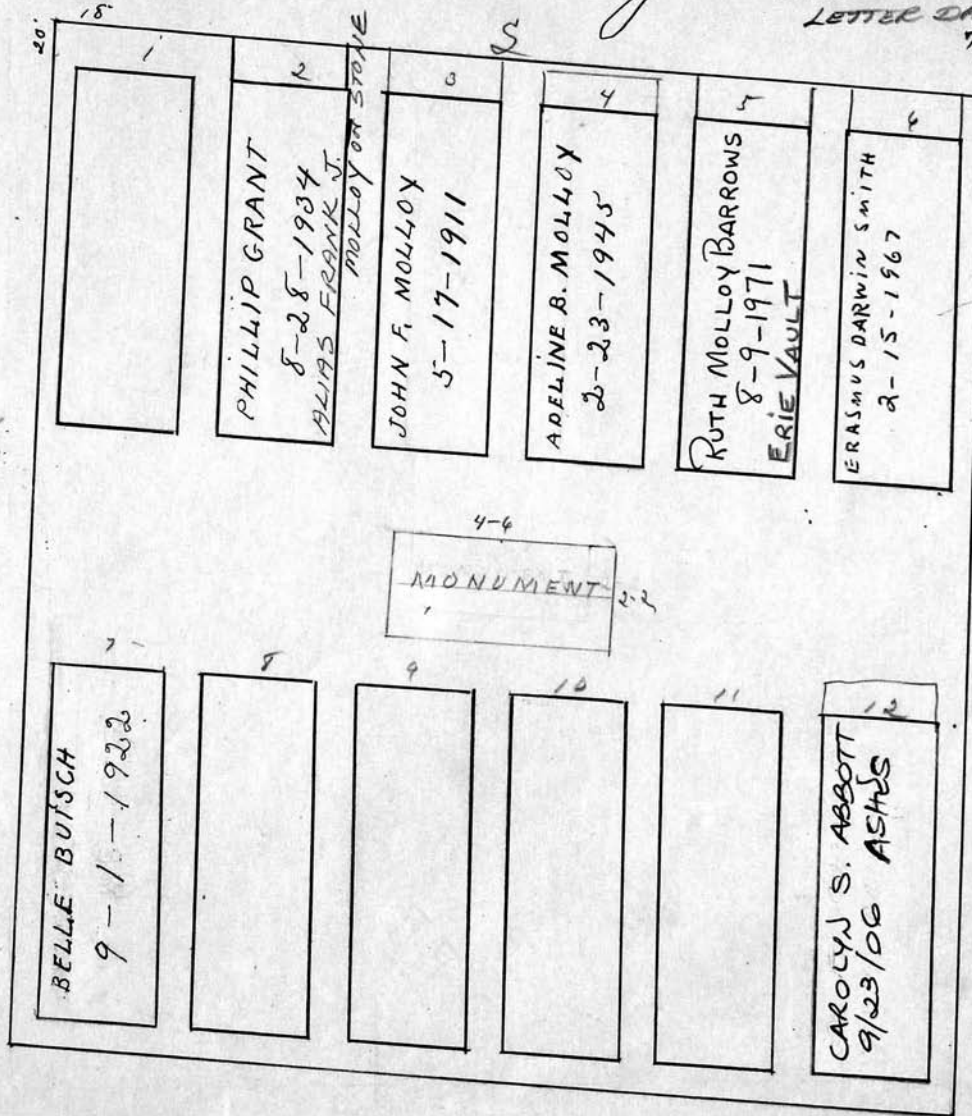 LETTER
20
18
1
2
PHILLIP GRANT
8-28-1934
ALIAS FRANK J.
MOLLOY ON STONE
3
JOHN F. MOLLOY
5-17-1911
4
ADELINE B. MOLLOY
2-23-1945
5
RUTH MOLLOY BARROWS
8-9-1971
ERIE VAULT
6
ERASMUS DARWIN SMITH
2-15-1967
4-6
MONUMENT
2-2
7
BELLE BUTSCH
9-1-1922
8
9
10
11
12
CAROLYN S. ABBOTT
9/23/06 ASHES